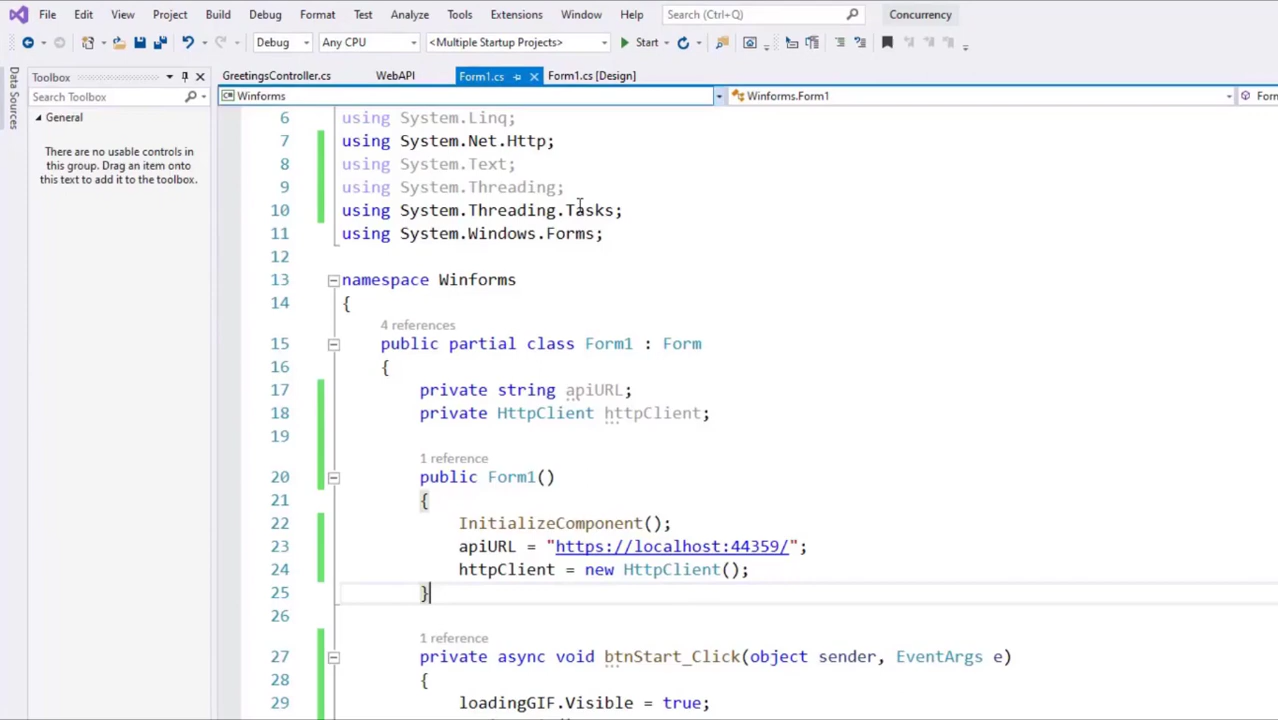 File Edit View Project Build Debug Format Test Analyze Tools Extensions Window Help Search (Ctrl+Q) Concurrency
Debug Any CPU <Multiple Startup Projects> Start
Data Sources
Toolbox
Search Toolbox
General
There are no usable controls in
this group. Drag an item onto
this text to add it to the toolbox.
GreetingsController.cs WebAPI Form1.cs Form1.cs [Design]
Winforms Winforms.Form1
6 using System.Linq;
7 using System.Net.Http;
8 using System.Text;
9 using System.Threading;
10 using System.Threading.Tasks;
11 using System.Windows.Forms;
12
13 namespace Winforms
14 {
4 references
15 public partial class Form1 : Form
16 {
17 private string apiURL;
18 private HttpClient httpClient;
19
1 reference
20 public Form1()
21 {
22 InitializeComponent();
23 apiURL = "https://localhost:44359/";
24 httpClient = new HttpClient();
25 }
26
1 reference
27 private async void btnStart_Click(object sender, EventArgs e)
28 {
29 loadingGIF.Visible = true;